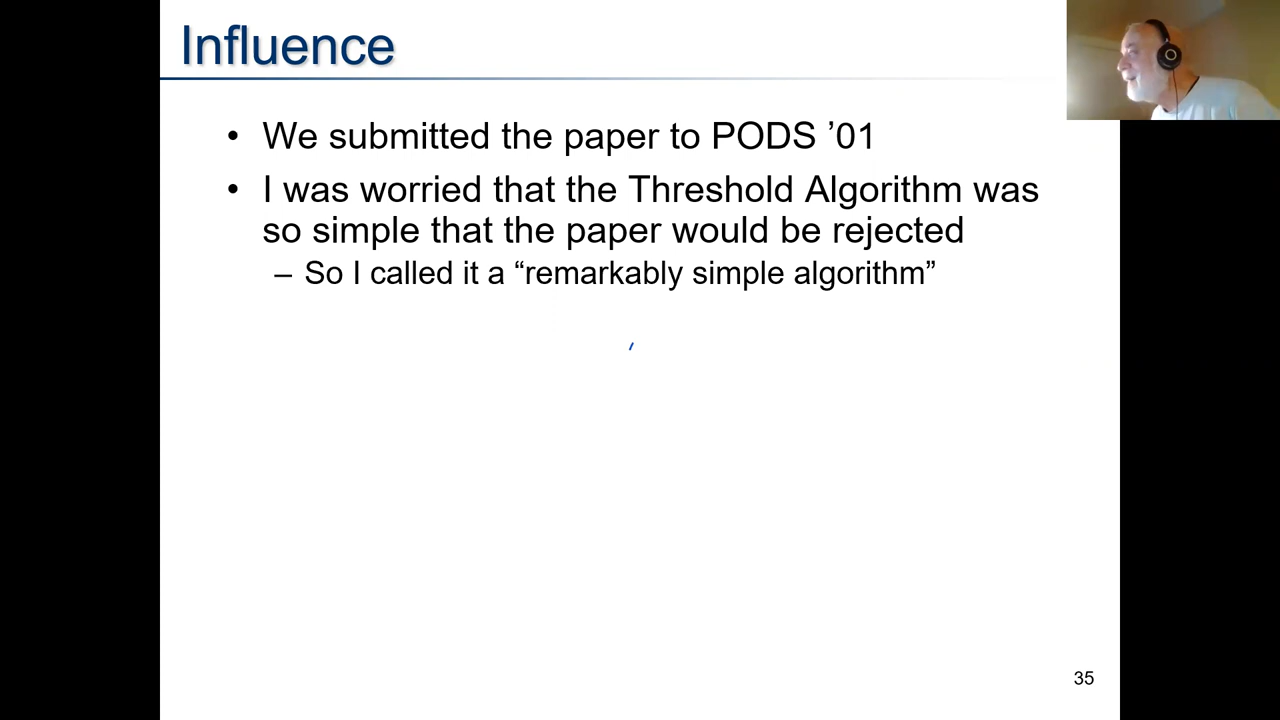 Influence
• We submitted the paper to PODS ’01
• I was worried that the Threshold Algorithm was
so simple that the paper would be rejected
– So I called it a “remarkably simple algorithm”
35